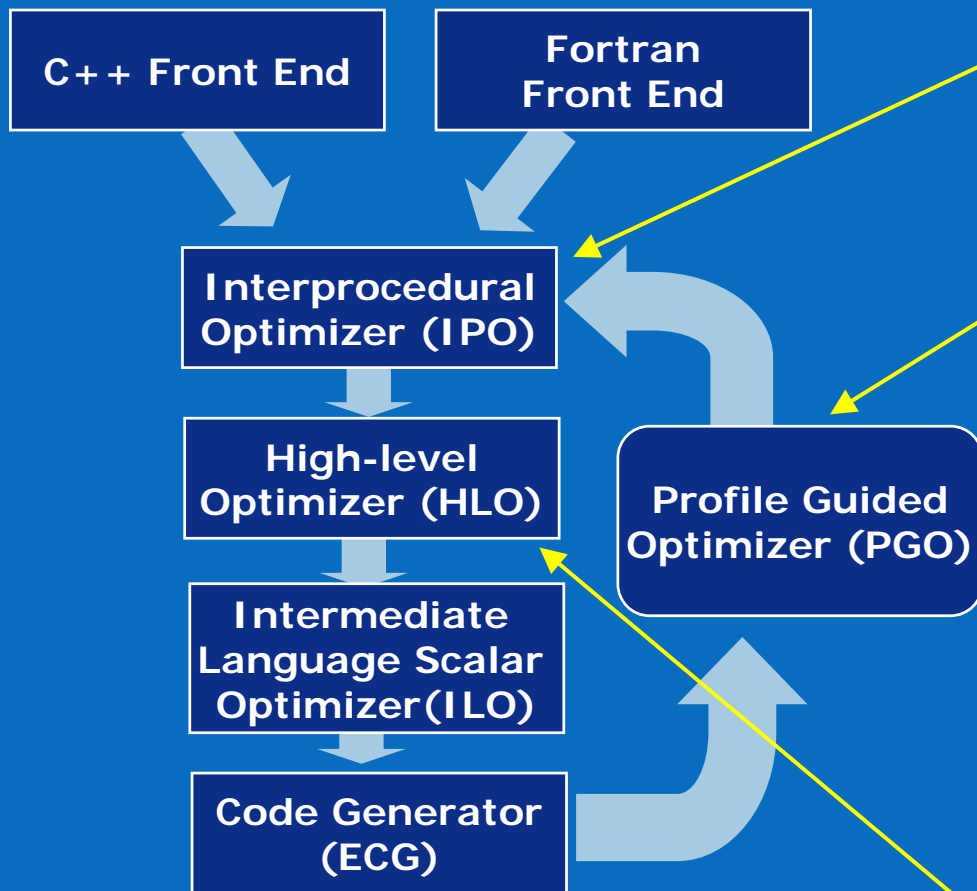 C++ Front End
Fortran
Front End
Interprocedural
Optimizer (IPO)
High-level
Optimizer (HLO)
Profile Guided
Optimizer (PGO)
Intermediate
Language Scalar
Optimizer(ILO)
Code Generator
(ECG)